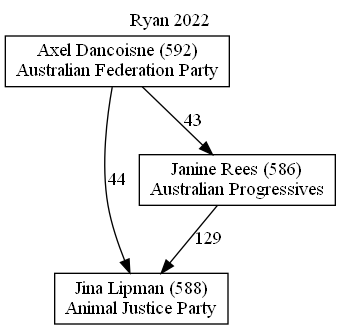 Ryan 2022
Axel Dancoisne (592)
Australian Federation Party
43
Janine Rees (586)
Australian Progressives
44
129
Jina Lipman (588)
Animal Justice Party